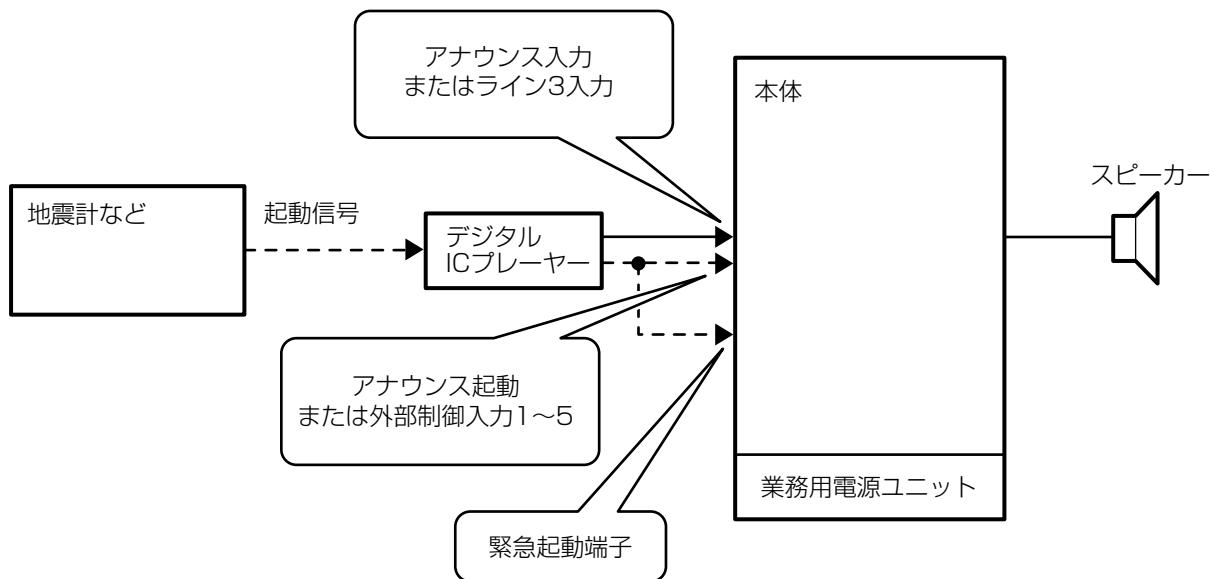 アナウンス入力
またはライン3入力
本体
スピーカー
地震計など
起動信号
デジタル
ICプレーヤー
アナウンス起動
または外部制御入力1～5
業務用電源ユニット
緊急起動端子